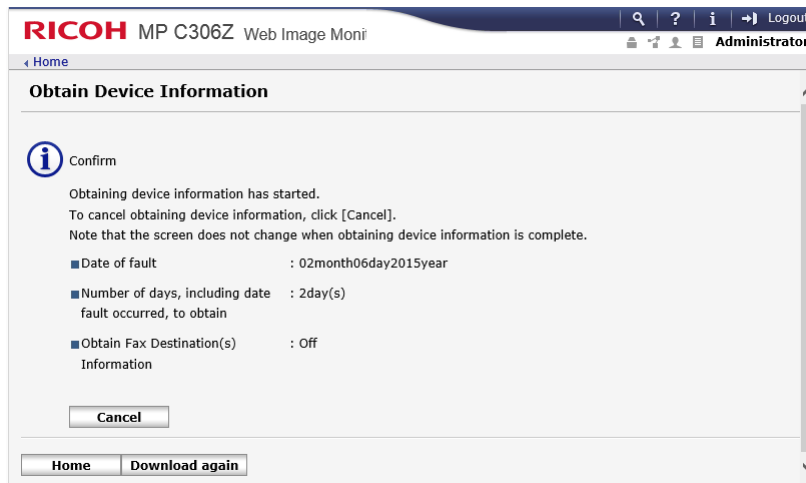 RICOH MP C306Z Web Image Moni
? i Logout
Administrator
Home
Obtain Device Information
Confirm
Obtaining device information has started.
To cancel obtaining device information, click [Cancel].
Note that the screen does not change when obtaining device information is complete.
Date of fault : 02month06day2015year
Number of days, including date : 2day(s)
fault occurred, to obtain
Obtain Fax Destination(s) : Off
Information
Cancel
Home Download again